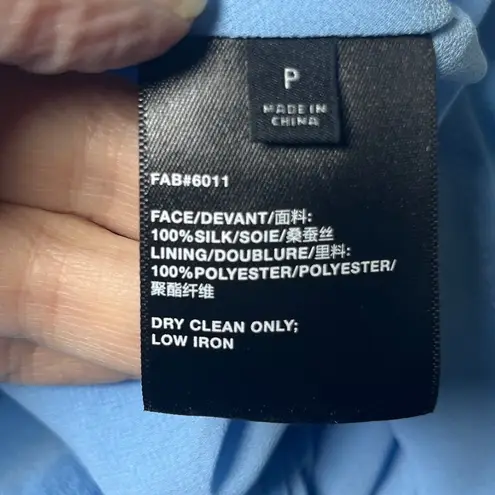 P
MADE IN
CHINA
FAB#6011
FACE/DEVANT/面料:
100%SILK/SOIE/桑蚕丝
LINING/DOUBLURE/里料:
100%POLYESTER/POLYESTER/
聚酯纤维
DRY CLEAN ONLY;
LOW IRON